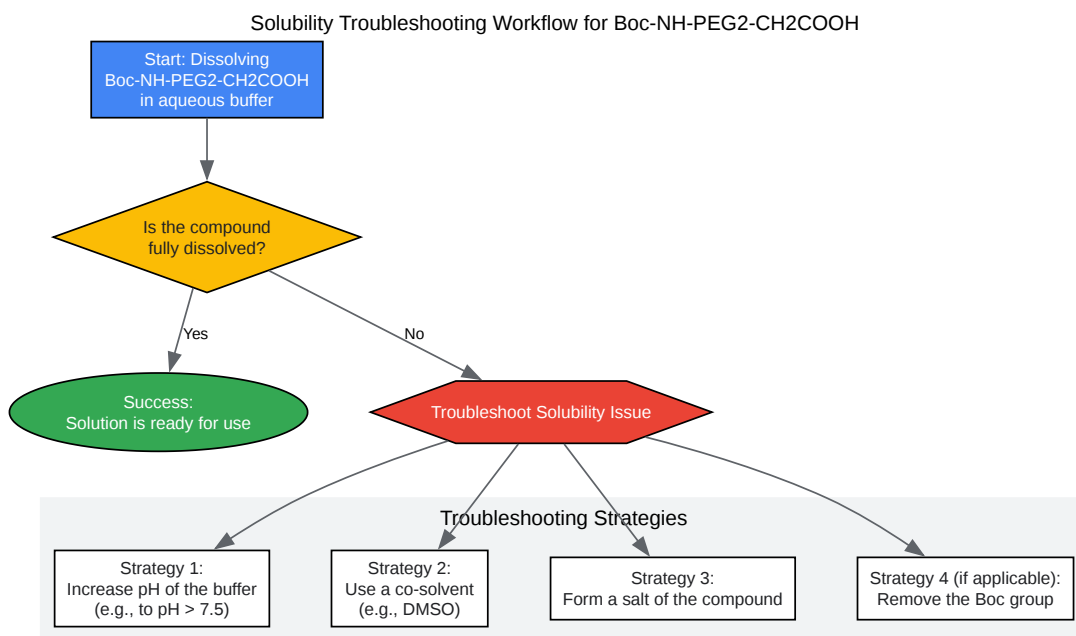 Solubility Troubleshooting Workflow for Boc-NH-PEG2-CH2COOH
Start: Dissolving
Boc-NH-PEG2-CH2COOH
in aqueous buffer
Is the compound
fully dissolved?
Yes
No
Success:
Solution is ready for use
Troubleshoot Solubility Issue
Troubleshooting Strategies
Strategy 1:
Increase pH of the buffer
(e.g., to pH > 7.5)
Strategy 2:
Use a co-solvent
(e.g., DMSO)
Strategy 3:
Form a salt of the compound
Strategy 4 (if applicable):
Remove the Boc group